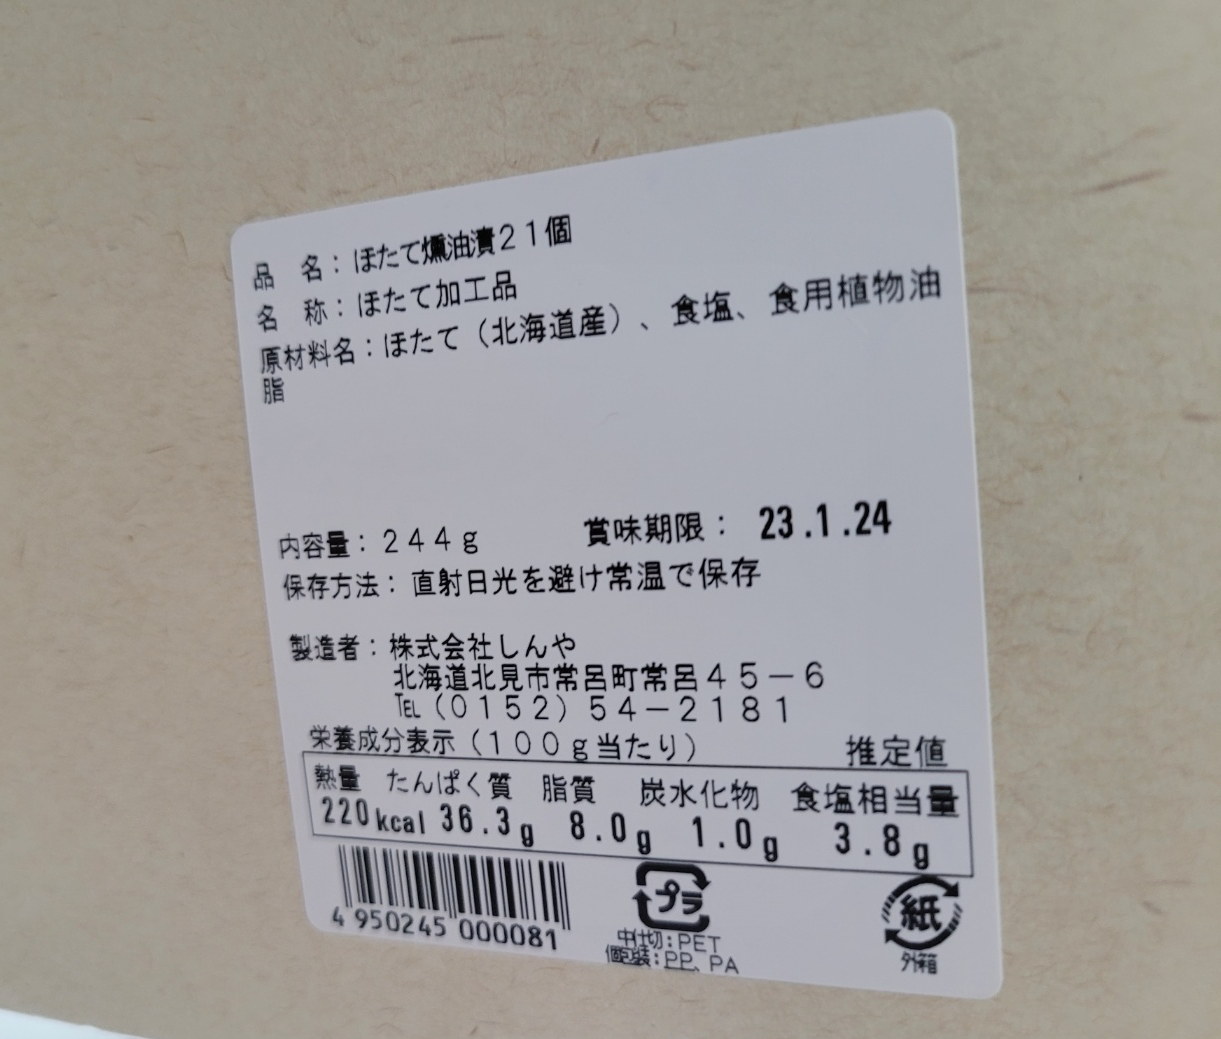 品 名：ほたて燻油漬２１個
名 称：ほたて加工品
原材料名：ほたて（北海道産）、食塩、食用植物油
脂
内容量：２４４ｇ 賞味期限： 23.1.24
保存方法：直射日光を避け常温で保存
製造者：株式会社しんや
北海道北見市常呂町常呂４５－６
℡（０１５２）５４－２１８１
栄養成分表示（１００ｇ当たり） 推定値
熱量 たんぱく質 脂質 炭水化物 食塩相当量
220kcal 36.3g 8.0g 1.0g 3.8g
4 950245 000081
プラ
中仕切:PET
個包装:PP、PA
紙
外箱